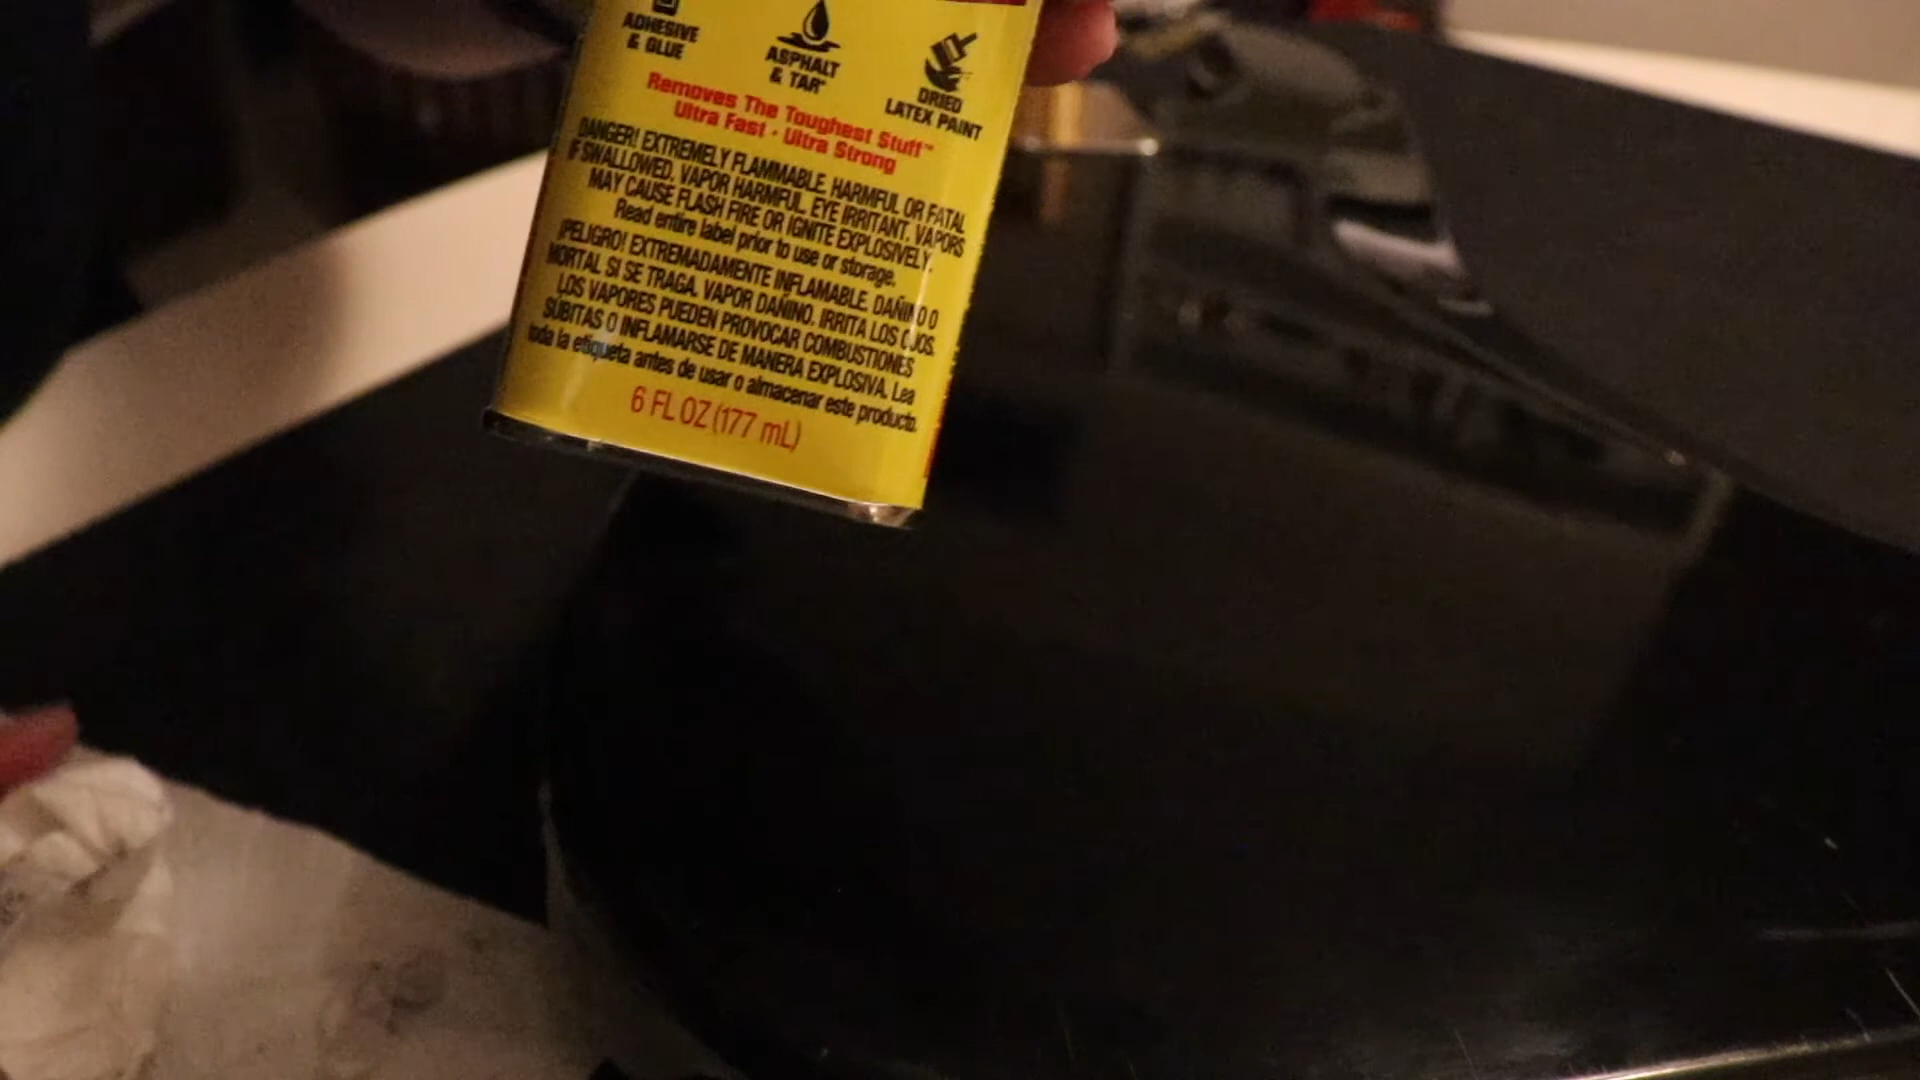 ADHESIVE
& GLUE
ASPHALT
& TAR*
DRIED
LATEX PAINT
Removes The Toughest Stuff™
Ultra Fast • Ultra Strong
DANGER! EXTREMELY FLAMMABLE. HARMFUL OR FATAL
IF SWALLOWED. VAPOR HARMFUL. EYE IRRITANT. VAPORS
MAY CAUSE FLASH FIRE OR IGNITE EXPLOSIVELY.
Read entire label prior to use or storage.
¡PELIGRO! EXTREMADAMENTE INFLAMABLE. DAÑINO O
MORTAL SI SE TRAGA. VAPOR DAÑINO. IRRITA LOS OJOS.
LOS VAPORES PUEDEN PROVOCAR COMBUSTIONES
SÚBITAS O INFLAMARSE DE MANERA EXPLOSIVA. Lea
toda la etiqueta antes de usar o almacenar este producto.
6 FL OZ (177 mL)